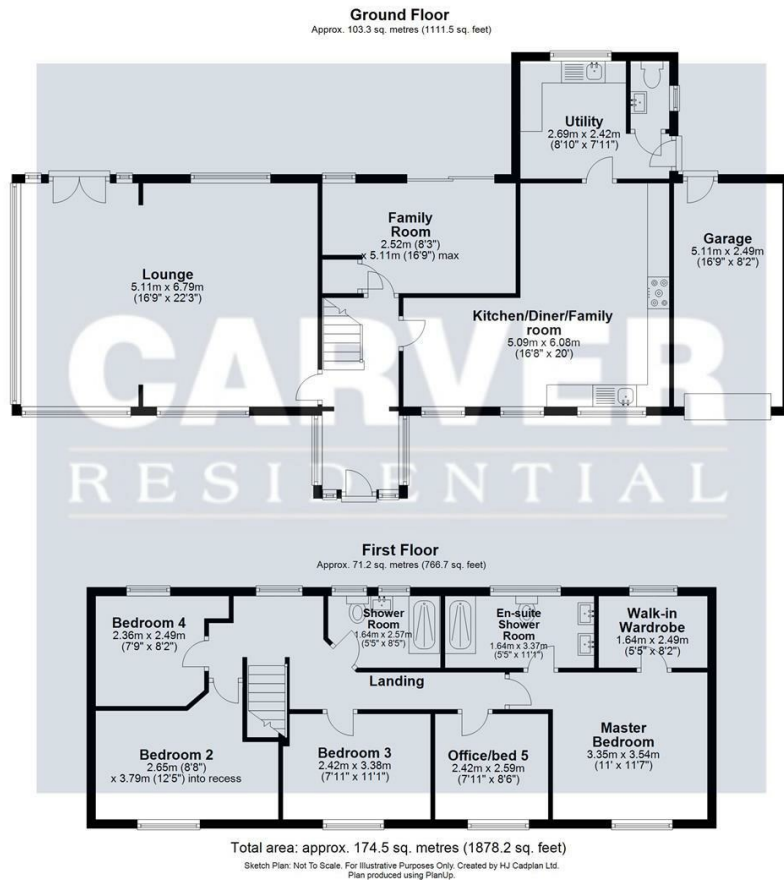 Ground Floor
Approx. 103.3 sq. metres (1111.5 sq. feet)
Utility
2.69m x 2.42m
(8'10" x 7'11")
Family
Room
2.52m (8'3")
x 5.11m (16'9") max
Garage
5.11m x 2.49m
(16'9" x 8'2")
Lounge
5.11m x 6.79m
(16'9" x 22'3")
Kitchen/Diner/Family
room
5.09m x 6.08m
(16'8" x 20')
CARVER
RESIDENTIAL
First Floor
Approx. 71.2 sq. metres (766.7 sq. feet)
Bedroom 4
2.36m x 2.49m
(7'9" x 8'2")
Shower
Room
1.64m x 2.57m
(5'5" x 8'5")
En-suite
Shower
Room
1.64m x 3.37m
(5'5" x 11'1")
Walk-in
Wardrobe
1.64m x 2.49m
(5'5" x 8'2")
Landing
Bedroom 2
2.65m (8'8")
x 3.79m (12'5") into recess
Bedroom 3
2.42m x 3.38m
(7'11" x 11'1")
Office/bed 5
2.42m x 2.59m
(7'11" x 8'6")
Master
Bedroom
3.35m x 3.54m
(11' x 11'7")
Total area: approx. 174.5 sq. metres (1878.2 sq. feet)
Sketch Plan: Not To Scale. For Illustrative Purposes Only. Created by HJ Cadplan Ltd.
Plan produced using PlanUp.